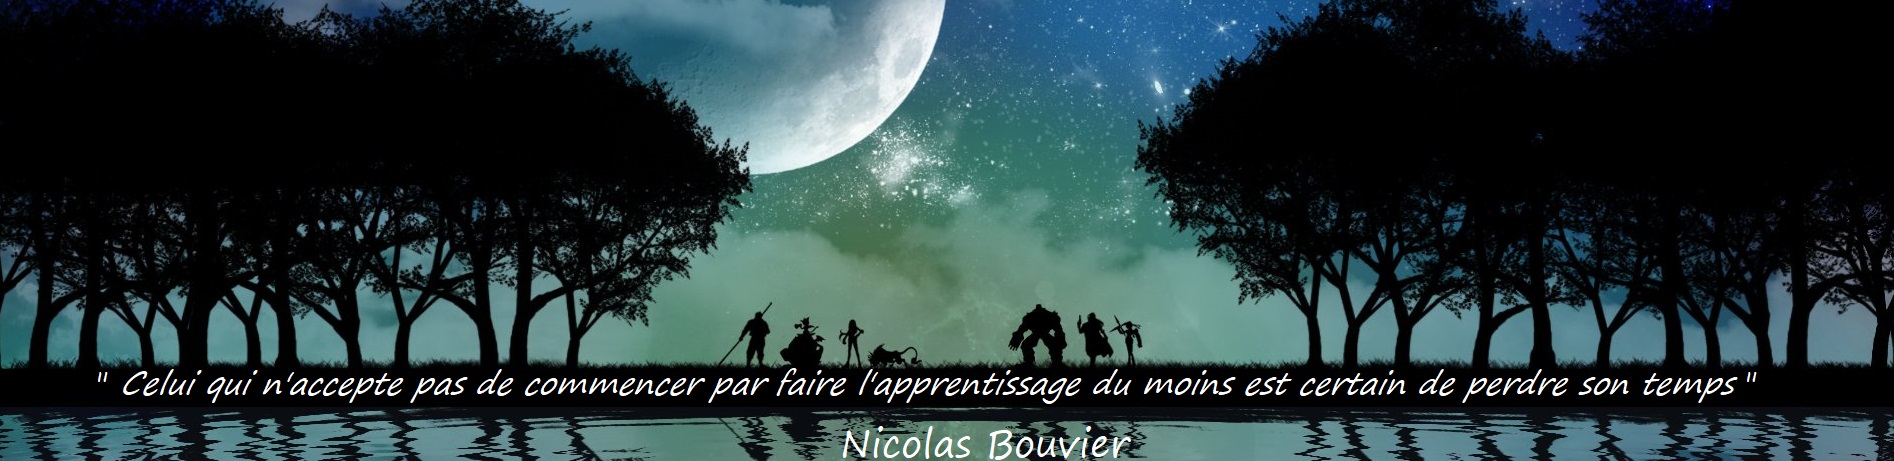 " Celui qui n'accepte pas de commencer par faire l'apprentissage du moins est certain de perdre son temps "
Nicolas Bouvier